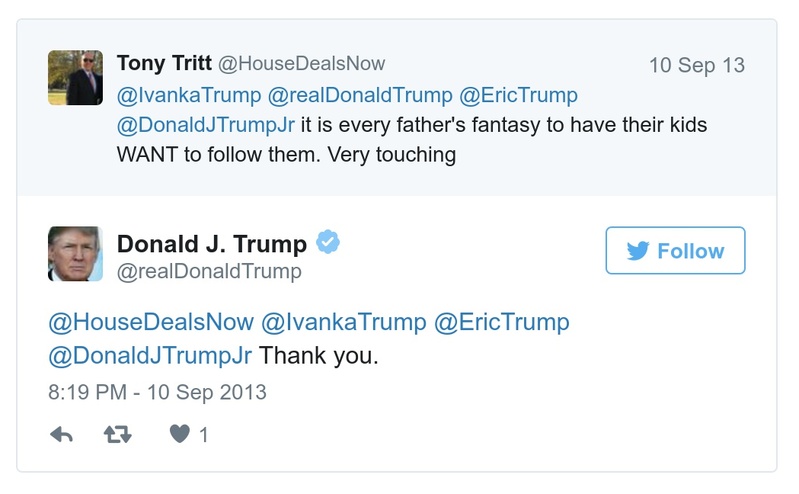 Tony Tritt @HouseDealsNow 10 Sep 13
@IvankaTrump @realDonaldTrump @EricTrump
@DonaldJTrumpJr it is every father's fantasy to have their kids
WANT to follow them. Very touching
Donald J. Trump
@realDonaldTrump
Follow
@HouseDealsNow @IvankaTrump @EricTrump
@DonaldJTrumpJr Thank you.
8:19 PM - 10 Sep 2013
1